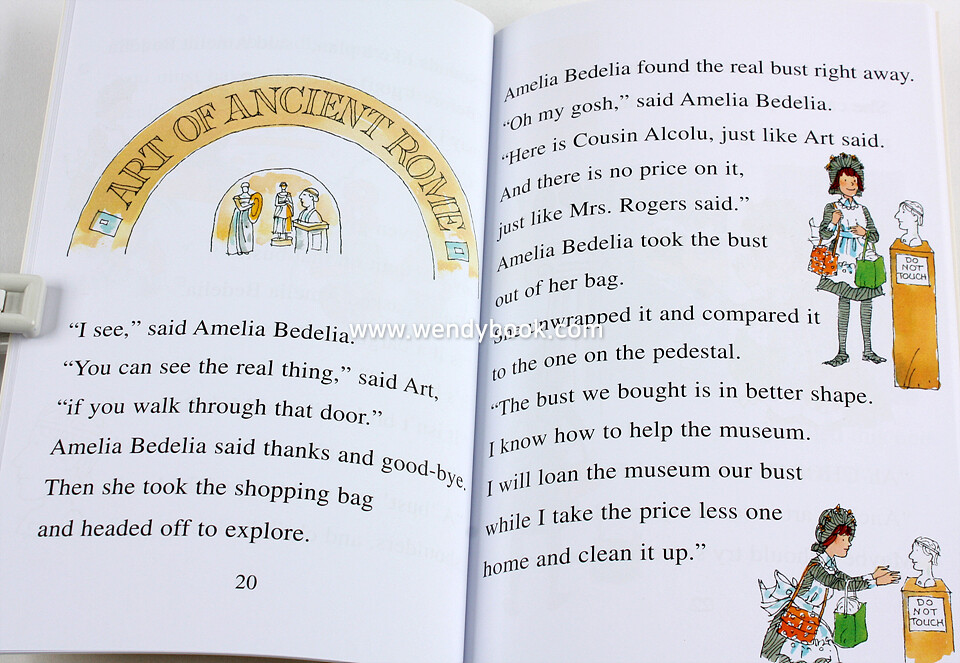 ART OF ANCIENT ROME
"I see," said Amelia Bedelia.
"You can see the real thing," said Art,
"if you walk through that door."
Amelia Bedelia said thanks and good-bye.
Then she took the shopping bag
and headed off to explore.
20
Amelia Bedelia found the real bust right away.
"Oh my gosh," said Amelia Bedelia.
"Here is Cousin Alcolu, just like Art said.
And there is no price on it,
just like Mrs. Rogers said."
Amelia Bedelia took the bust
out of her bag.
She unwrapped it and compared it
to the one on the pedestal.
"The bust we bought is in better shape.
I know how to help the museum.
I will loan the museum our bust
while I take the price less one
home and clean it up."
DO
NOT
TOUCH
DO
NOT
TOUCH
www.wendybook.com